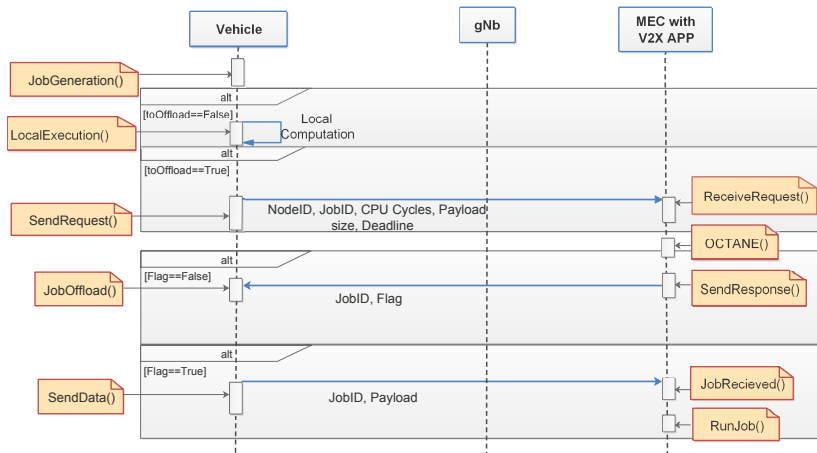 Vehicle
gNb
MEC with
V2X APP
JobGeneration()
alt
[toOffload==False]
LocalExecution()
Local
Computation
alt
[toOffload==True]
ReceiveRequest()
SendRequest()
NodeID, JobID, CPU Cycles, Payload
size, Deadline
OCTANE()
alt
[Flag==False]
JobOffload()
SendResponse()
JobID, Flag
alt
[Flag==True]
JobRecieved()
SendData()
JobID, Payload
RunJob()